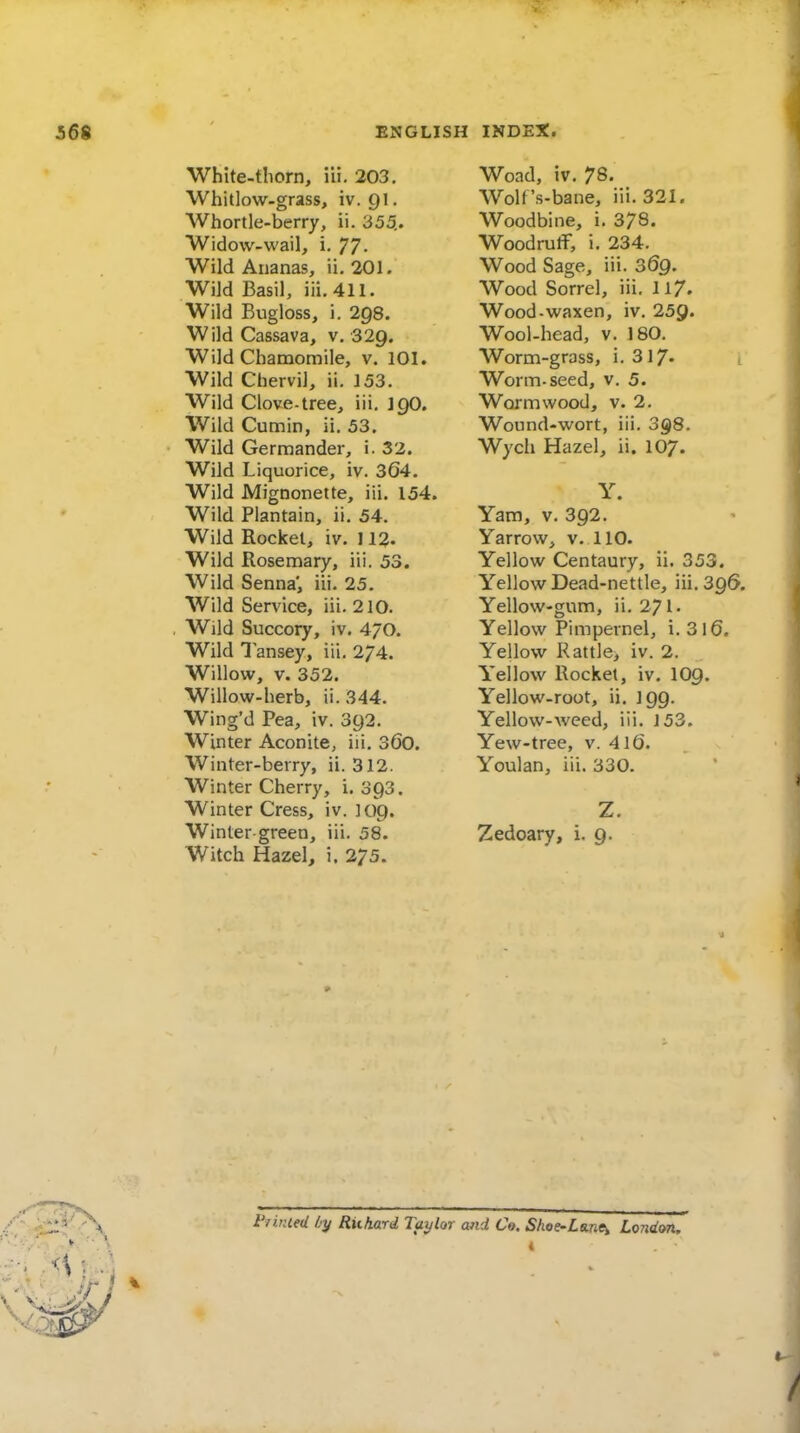 568 ENGLISH INDEX.
White-thorn, iii. 203.
Whitlow-grass, iv. 91.
Whortle-berry, ii. 355.
Widow-wail, i. 77.
Wild Ananas, ii. 201.
Wild Basil, iii. 411.
Wild Bugloss, i. 298.
Wild Cassava, v. 329.
Wild Chamomile, v. 101.
Wild Chervil, ii. 153.
Wild Clove-tree, iii. 190.
Wild Cumin, ii. 53.
Wild Germander, i. 32.
Wild Liquorice, iv. 364.
Wild Mignonette, iii. 154.
Wild Plantain, ii. 54.
Wild Rocket, iv. 112.
Wild Rosemary, iii. 53.
Wild Senna, iii. 25.
Wild Service, iii. 210.
Wild Succory, iv. 470.
Wild Tansey, iii. 274.
Willow, v. 352.
Willow-herb, ii. 344.
Wing'd Pea, iv. 392.
Winter Aconite, iii. 360.
Winter-berry, ii. 312.
Winter Cherry, i. 393.
Winter Cress, iv. 109.
Winter-green, iii. 58.
Witch Hazel, i. 275.
Woad, iv. 78.
Wolf's-bane, iii. 321.
Woodbine, i. 378.
Woodruff, i. 234.
Wood Sage, iii. 369.
Wood Sorrel, iii. 117.
Wood-waxen, iv. 259.
Wool-head, v. 180.
Worm-grass, i. 317.
Worm-seed, v. 5.
Wormwood, v. 2.
Wound-wort, iii. 398.
Wych Hazel, ii. 107.
Y.
Yam, v. 392.
Yarrow, v. 110.
Yellow Centaury, ii. 353.
Yellow Dead-nettle, iii. 396.
Yellow-gum, ii. 271.
Yellow Pimpernel, i. 316.
Yellow Rattle, iv. 2.
Yellow Rocket, iv. 109.
Yellow-root, ii. 199.
Yellow-weed, iii. 153.
Yew-tree, v. 416.
Youlan, iii. 330.
Z.
Zedoary, i. 9.
Printed by Richard Taylor and Co. Shoe-Lane, London.